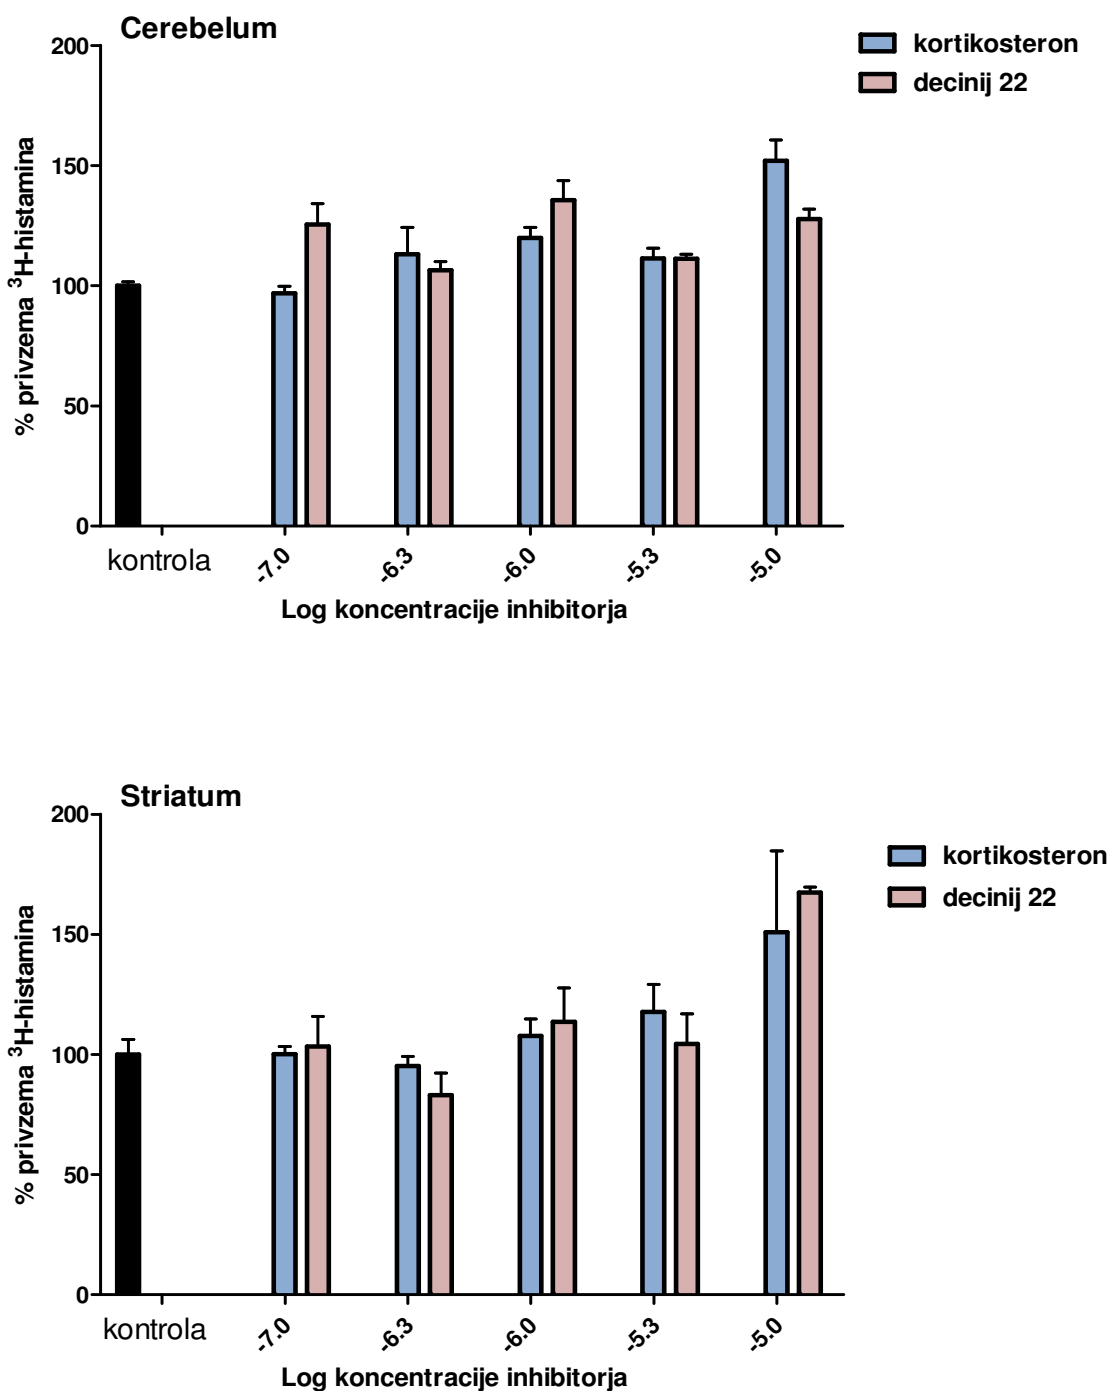 Cerebelum
kortikosteron
decinij 22
% privzema ³H-histamina
200
150
100
50
0
kontrola
-7.0
-6.3
-6.0
-5.3
-5.0
Log koncentracije inhibitorja
Striatum
kortikosteron
decinij 22
% privzema ³H-histamina
200
150
100
50
0
kontrola
-7.0
-6.3
-6.0
-5.3
-5.0
Log koncentracije inhibitorja